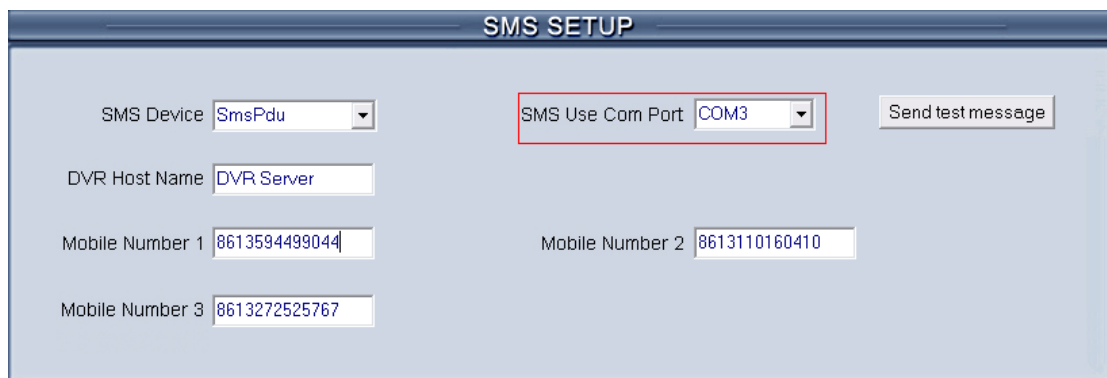 SMS SETUP
SMS Device SmsPdu SMS Use Com Port COM3 Send test message
DVR Host Name DVR Server
Mobile Number 1 8613594499044 Mobile Number 2 8613110160410
Mobile Number 3 8613272525767